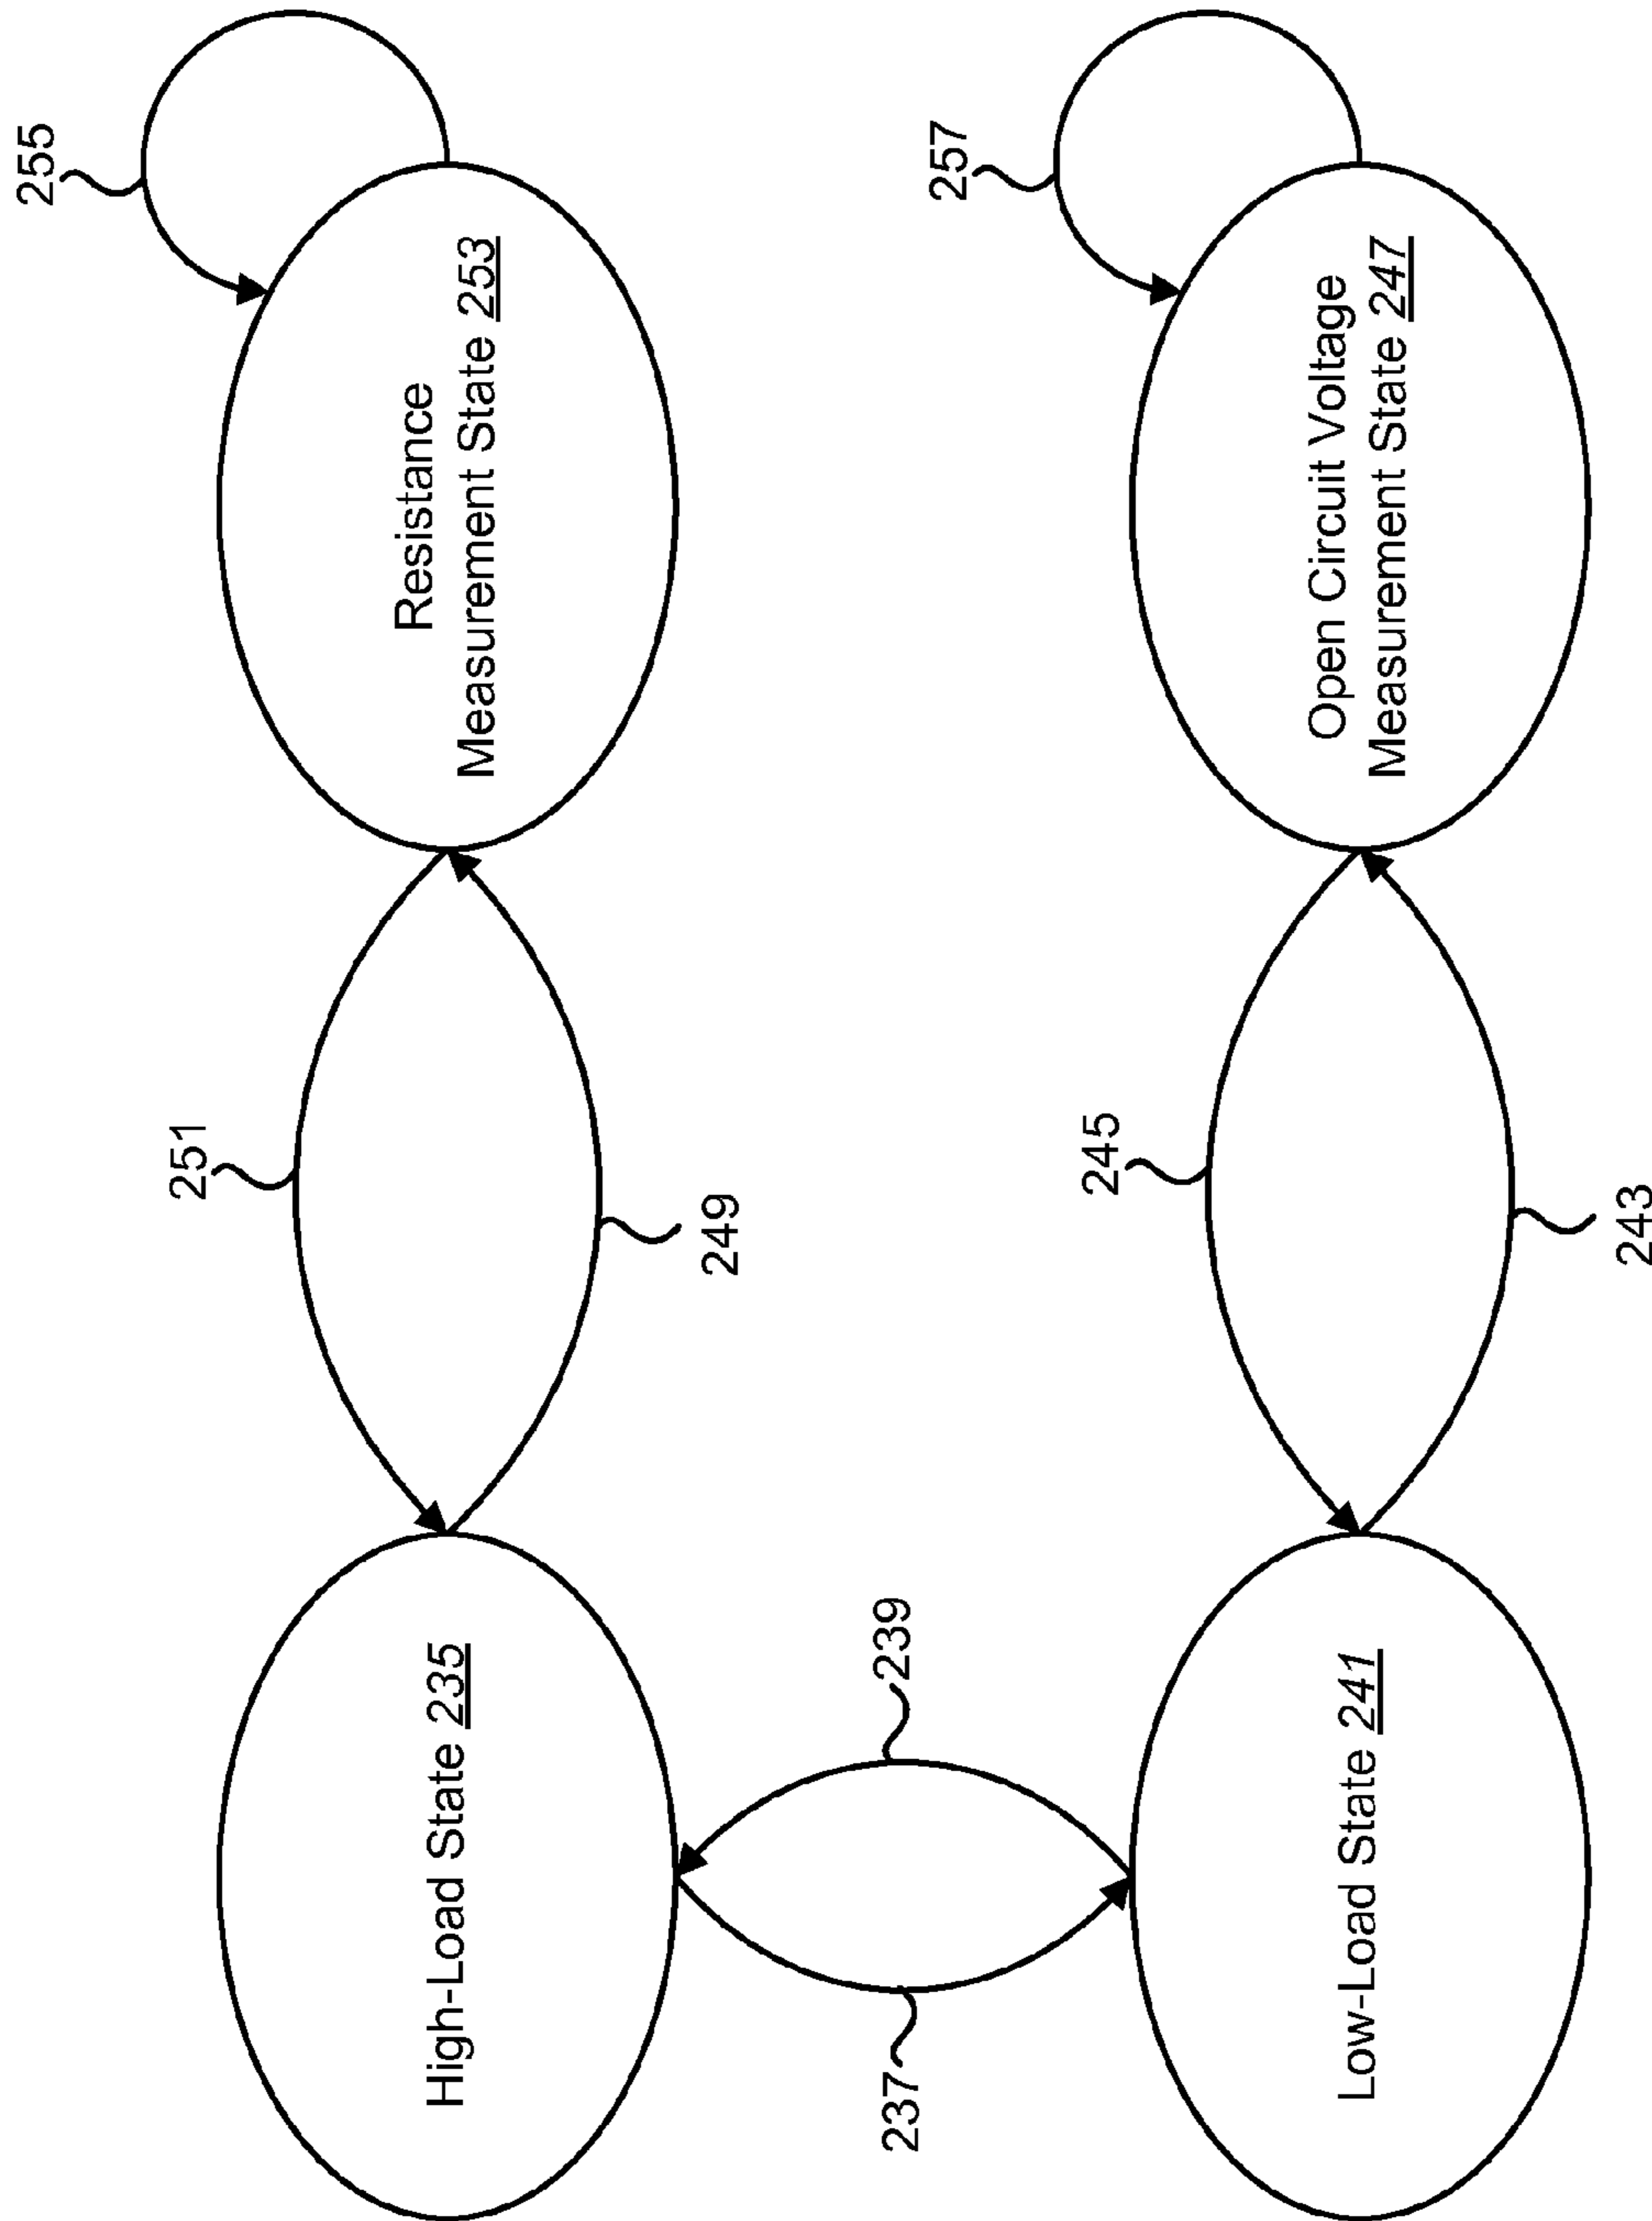 255
251
Resistance
Measurement State 253
High-Load State 235
249
239
237
257
245
Open Circuit Voltage
Measurement State 247
Low-Load State 241
243